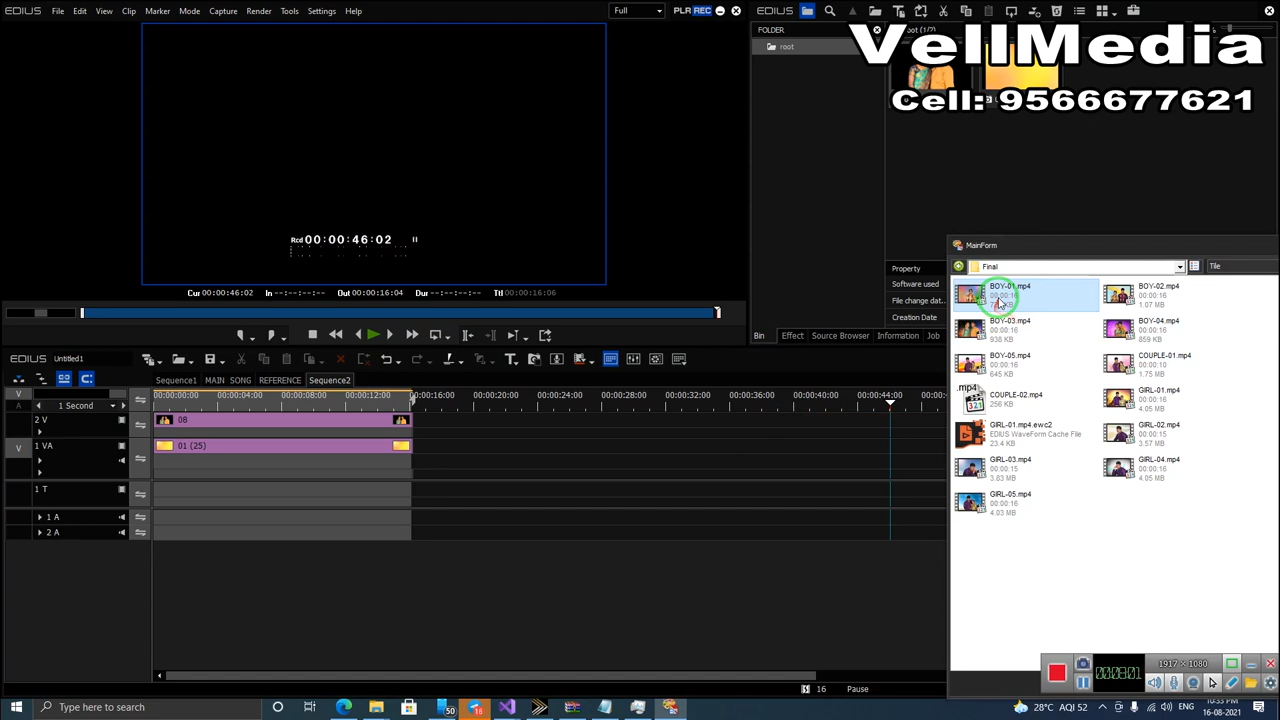 EDIUS File Edit View Clip Marker Mode Capture Render Tools Settings Help
Full PLR REC
EDIUS
VellMedia
Cell: 9566677621
FOLDER
root
Rcd 00:00:46:02
Cur 00:00:46:02 In --:--:--:-- Out 00:00:16:04 Dur --:--:--:-- Ttl 00:00:16:06
Property
Software used
File change dat..
Creation Date
Bin Effect Source Browser Information Job
MainForm
Final Tile
BOY-01.mp4
00:00:16
BOY-02.mp4
00:00:16
1.07 MB
BOY-03.mp4
00:00:16
938 KB
BOY-04.mp4
00:00:16
859 KB
BOY-05.mp4
00:00:16
645 KB
COUPLE-01.mp4
00:00:10
1.75 MB
.mp4
COUPLE-02.mp4
256 KB
GIRL-01.mp4
00:00:16
4.05 MB
GIRL-01.mp4.ewc2
EDIUS WaveForm Cache File
23.4 KB
GIRL-02.mp4
00:00:15
3.57 MB
GIRL-03.mp4
00:00:15
3.83 MB
GIRL-04.mp4
00:00:16
4.05 MB
GIRL-05.mp4
00:00:16
4.03 MB
EDIUS Untitled1
Sequence1 MAIN SONG REFERENCE Sequence2
V
1 Second
00:00:00:00 00:00:04:00 00:00:08:00 00:00:12:00 00:00:16:00 00:00:20:00 00:00:24:00 00:00:28:00 00:00:32:00 00:00:36:00 00:00:40:00 00:00:44:00
2 V 08
V 1 VA 01 (25)
1 T
1 A
2 A
16 Pause
1917 × 1080
Type here to search
28°C AQI 52
10:33 PM
16-08-2021